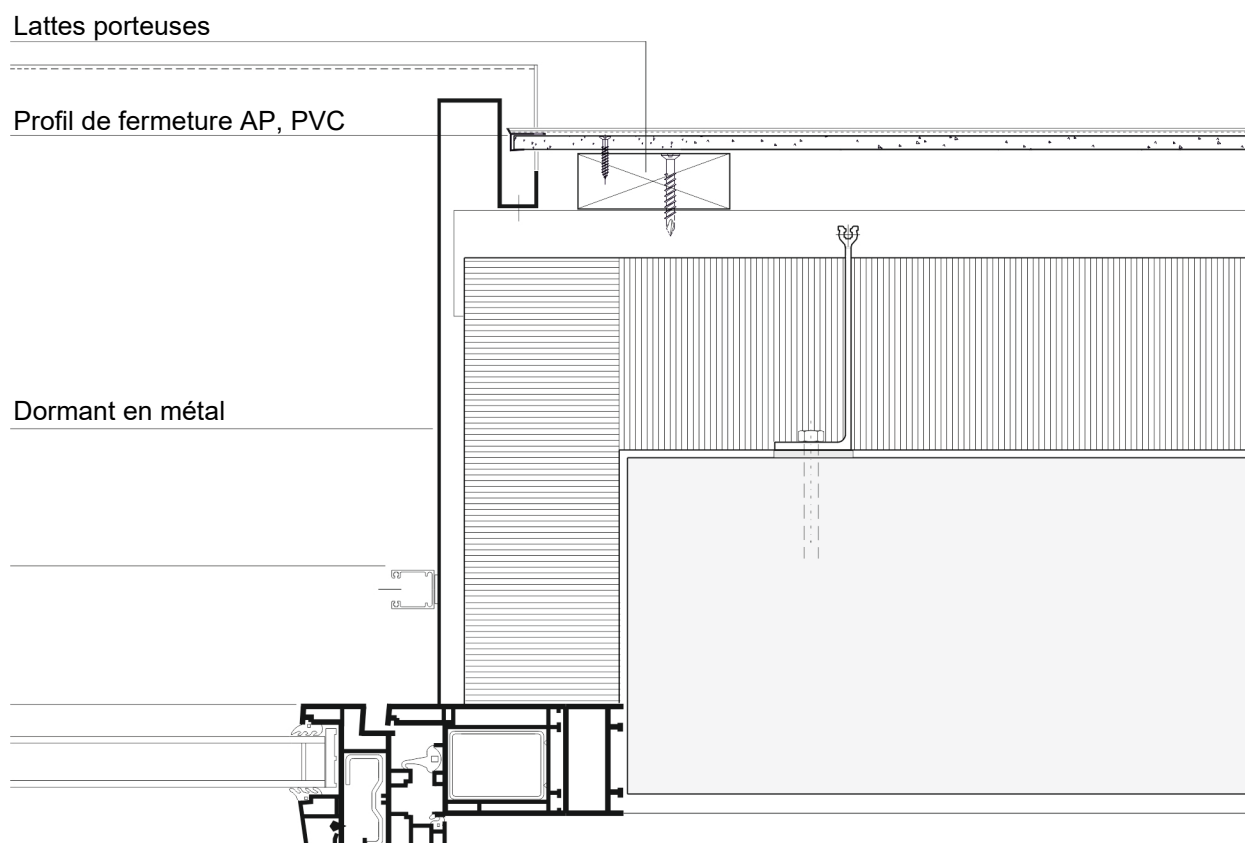 Lattes porteuses
Profil de fermeture AP, PVC
Dormant en métal